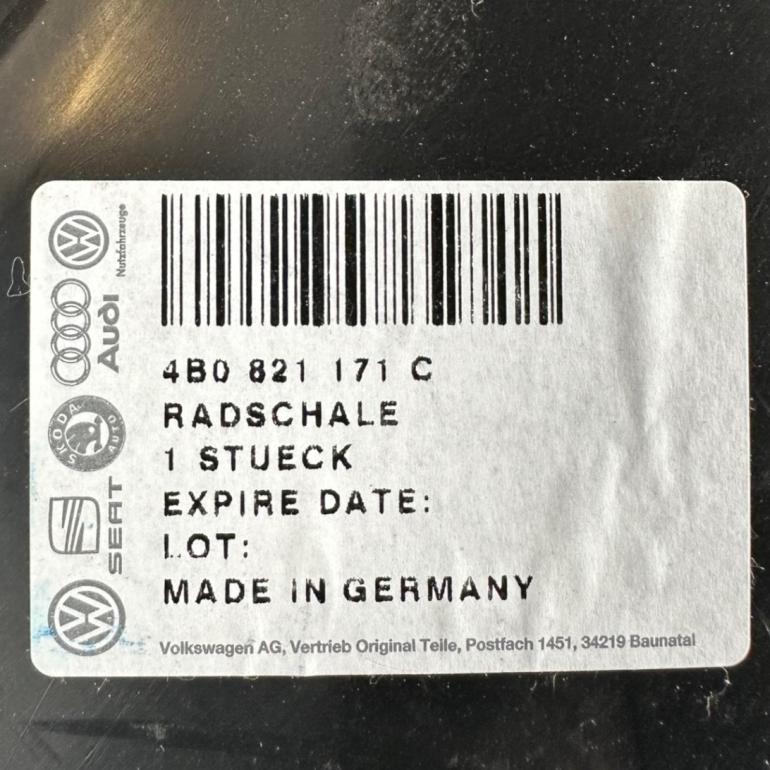 4B0 821 171 C
RADSCHALE
1 STUECK
EXPIRE DATE:
LOT:
MADE IN GERMANY
Volkswagen AG, Vertrieb Original Teile, Postfach 1451, 34219 Baunatal
Nutzfahrzeuge
Audi
SKODA AUTO
SEAT